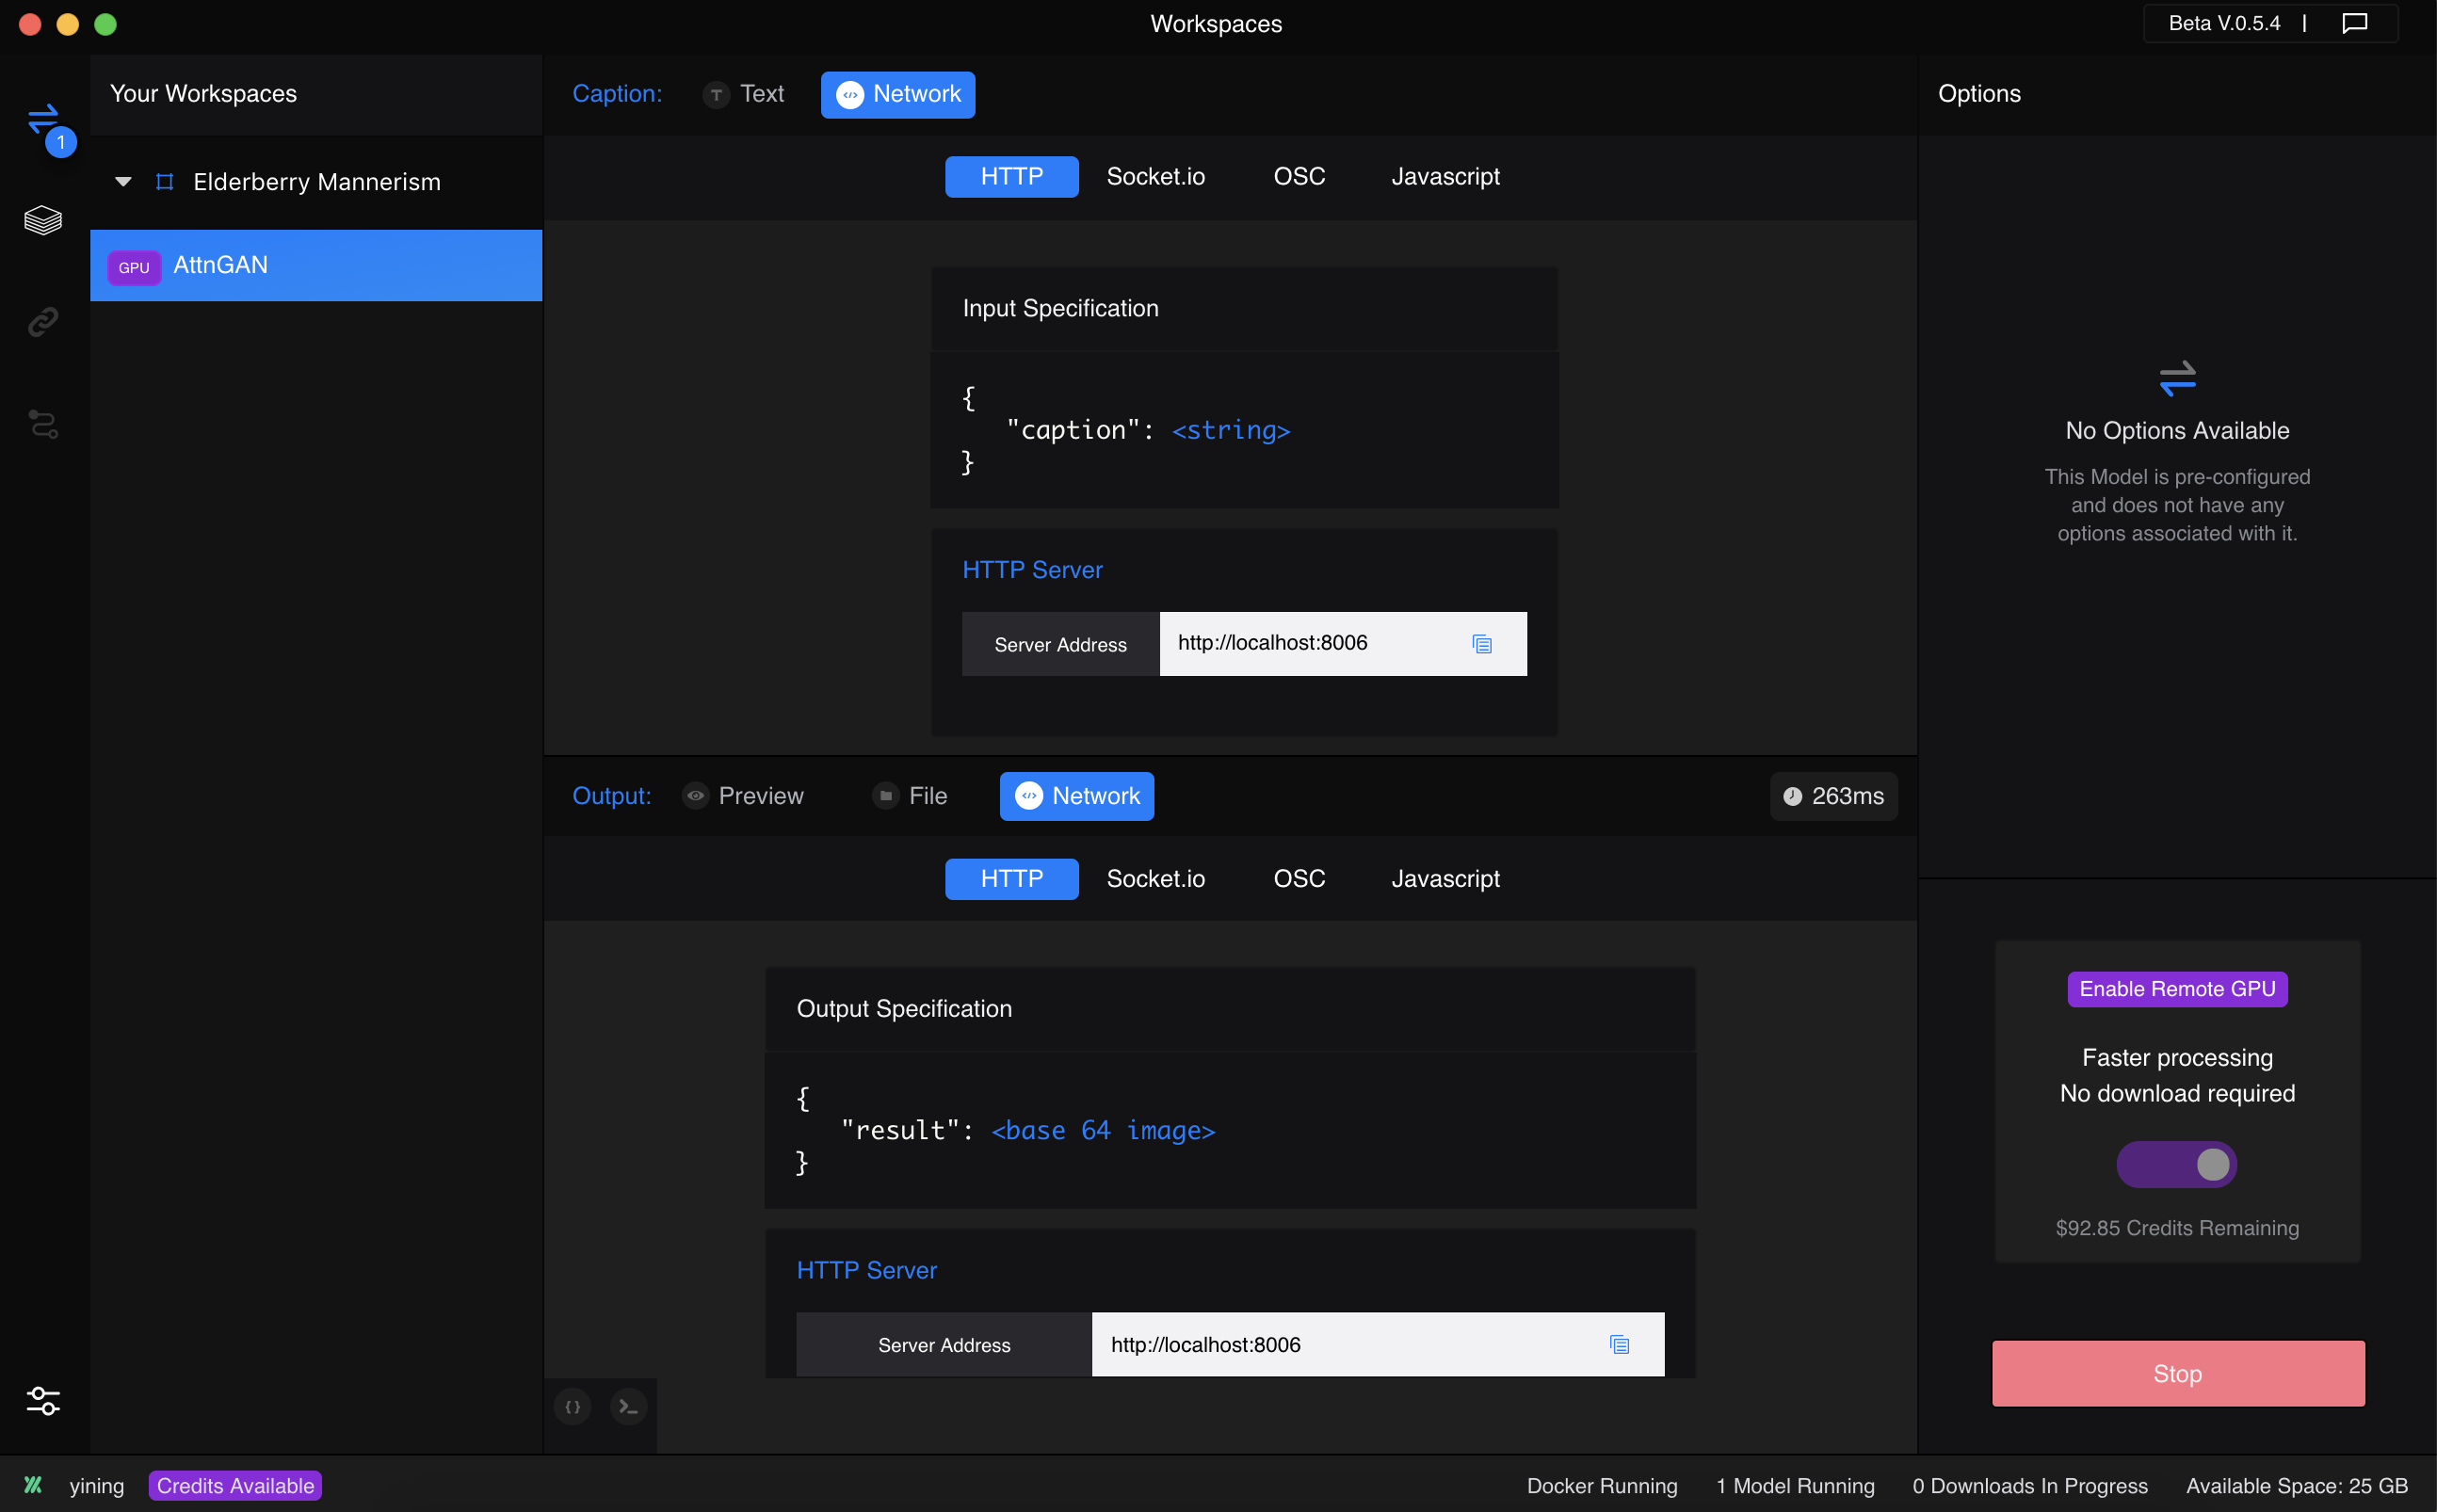 Workspaces
Beta V.0.5.4 |
1
Your Workspaces
Elderberry Mannerism
GPU AttnGAN
Caption: T Text Network
HTTP Socket.io OSC Javascript
Input Specification
{
"caption": <string>
}
HTTP Server
Server Address http://localhost:8006
Output: Preview File Network 263ms
HTTP Socket.io OSC Javascript
Output Specification
{
"result": <base 64 image>
}
HTTP Server
Server Address http://localhost:8006
Options
No Options Available
This Model is pre-configured
and does not have any
options associated with it.
Enable Remote GPU
Faster processing
No download required
$92.85 Credits Remaining
Stop
yining Credits Available Docker Running 1 Model Running 0 Downloads In Progress Available Space: 25 GB